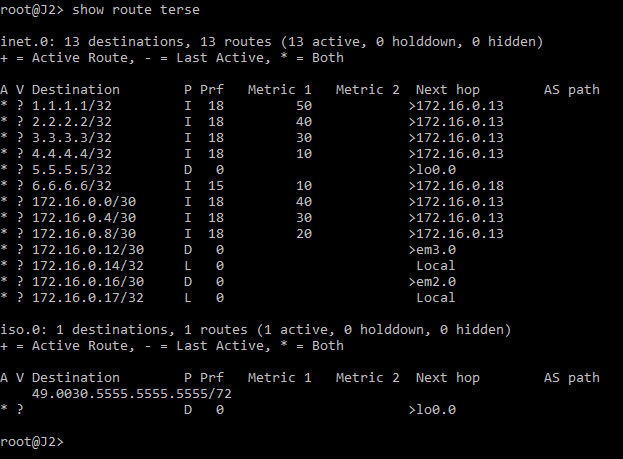 root@J2> show route terse
inet.0: 13 destinations, 13 routes (13 active, 0 holddown, 0 hidden)
+ = Active Route, - = Last Active, * = Both
A V Destination        P Prf   Metric 1   Metric 2  Next hop        AS path
* ? 1.1.1.1/32         I  18         50            >172.16.0.13
* ? 2.2.2.2/32         I  18         40            >172.16.0.13
* ? 3.3.3.3/32         I  18         30            >172.16.0.13
* ? 4.4.4.4/32         I  18         10            >172.16.0.13
* ? 5.5.5.5/32         D   0                       >lo0.0
* ? 6.6.6.6/32         I  15         10            >172.16.0.18
* ? 172.16.0.0/30      I  18         40            >172.16.0.13
* ? 172.16.0.4/30      I  18         30            >172.16.0.13
* ? 172.16.0.8/30      I  18         20            >172.16.0.13
* ? 172.16.0.12/30     D   0                       >em3.0
* ? 172.16.0.14/32     L   0                        Local
* ? 172.16.0.16/30     D   0                       >em2.0
* ? 172.16.0.17/32     L   0                        Local
iso.0: 1 destinations, 1 routes (1 active, 0 holddown, 0 hidden)
+ = Active Route, - = Last Active, * = Both
A V Destination        P Prf   Metric 1   Metric 2  Next hop        AS path
    49.0030.5555.5555.5555/72
* ?                    D   0                       >lo0.0
root@J2>